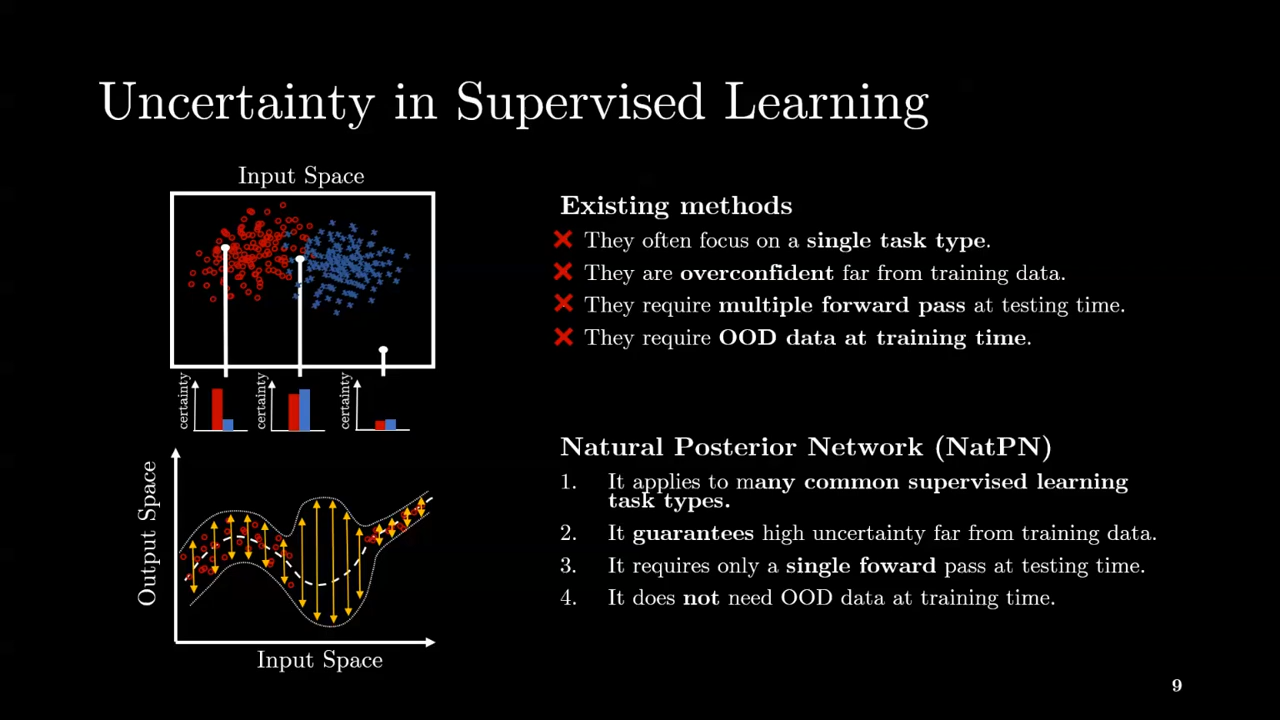 Uncertainty in Supervised Learning
Input Space
certainty
certainty
certainty
Output Space
Input Space
Existing methods
They often focus on a single task type.
They are overconfident far from training data.
They require multiple forward pass at testing time.
They require OOD data at training time.
Natural Posterior Network (NatPN)
1. It applies to many common supervised learning
task types.
2. It guarantees high uncertainty far from training data.
3. It requires only a single foward pass at testing time.
4. It does not need OOD data at training time.
9